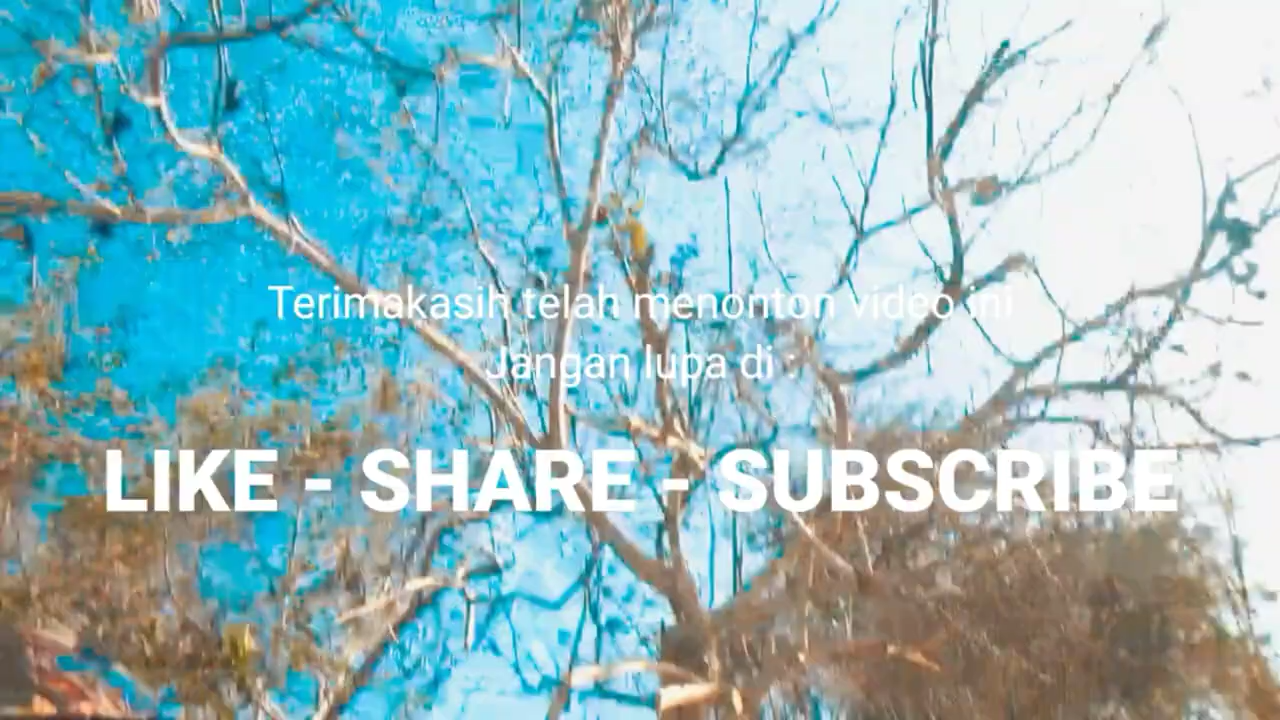 Terimakasih telah menonton video ini
Jangan lupa di :
LIKE - SHARE - SUBSCRIBE